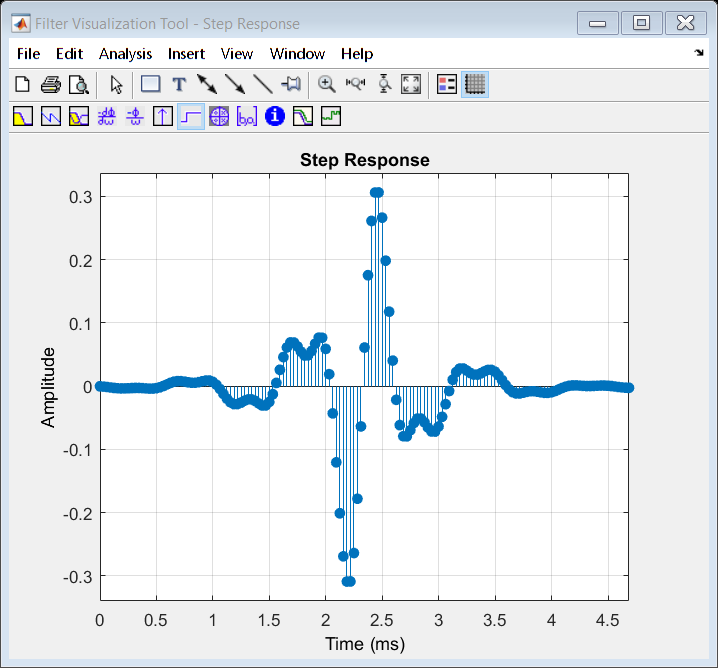 Filter Visualization Tool - Step Response
File Edit Analysis Insert View Window Help
Step Response
0.3
0.2
0.1
0
-0.1
-0.2
-0.3
Amplitude
0 0.5 1 1.5 2 2.5 3 3.5 4 4.5
Time (ms)